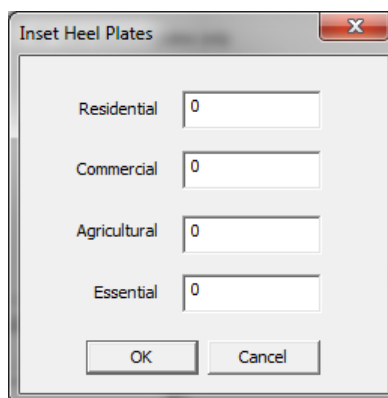 Inset Heel Plates
X
Residential 0
Commercial 0
Agricultural 0
Essential 0
OK Cancel